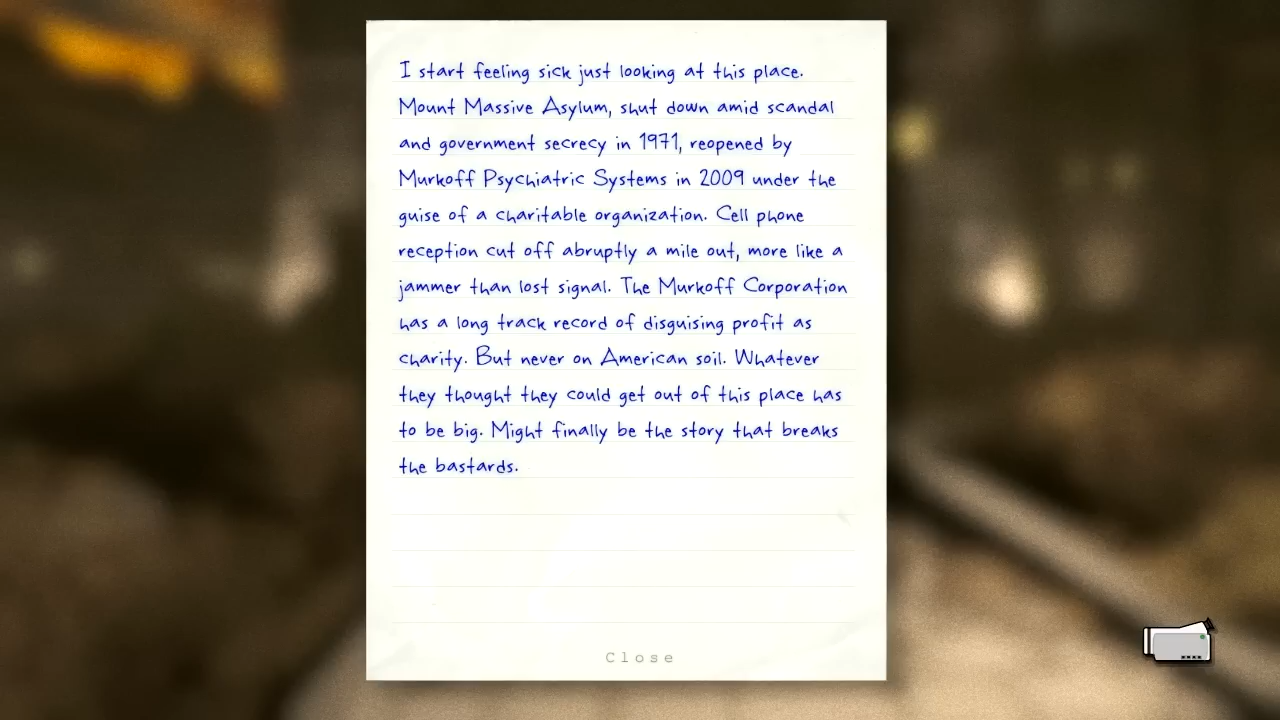 I start feeling sick just looking at this place.
Mount Massive Asylum, shut down amid scandal
and government secrecy in 1971, reopened by
Murkoff Psychiatric Systems in 2009 under the
guise of a charitable organization. Cell phone
reception cut off abruptly a mile out, more like a
jammer than lost signal. The Murkoff Corporation
has a long track record of disguising profit as
charity. But never on American soil. Whatever
they thought they could get out of this place has
to be big. Might finally be the story that breaks
the bastards.
Close